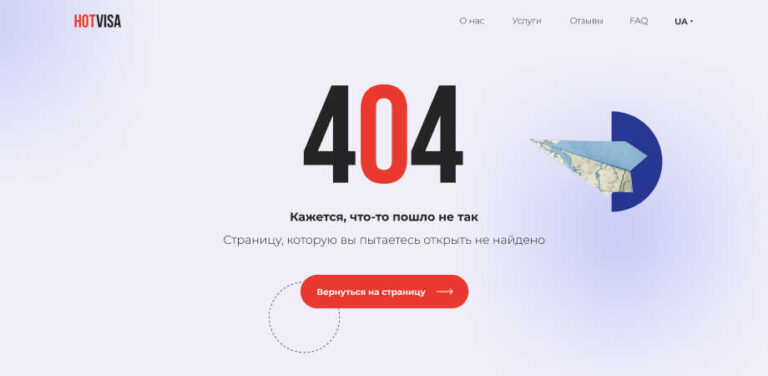 HOTVISA
О нас Услуги Отзывы FAQ UA
404
Кажется, что-то пошло не так
Страницу, которую вы пытаетесь открыть не найдено
Вернуться на страницу